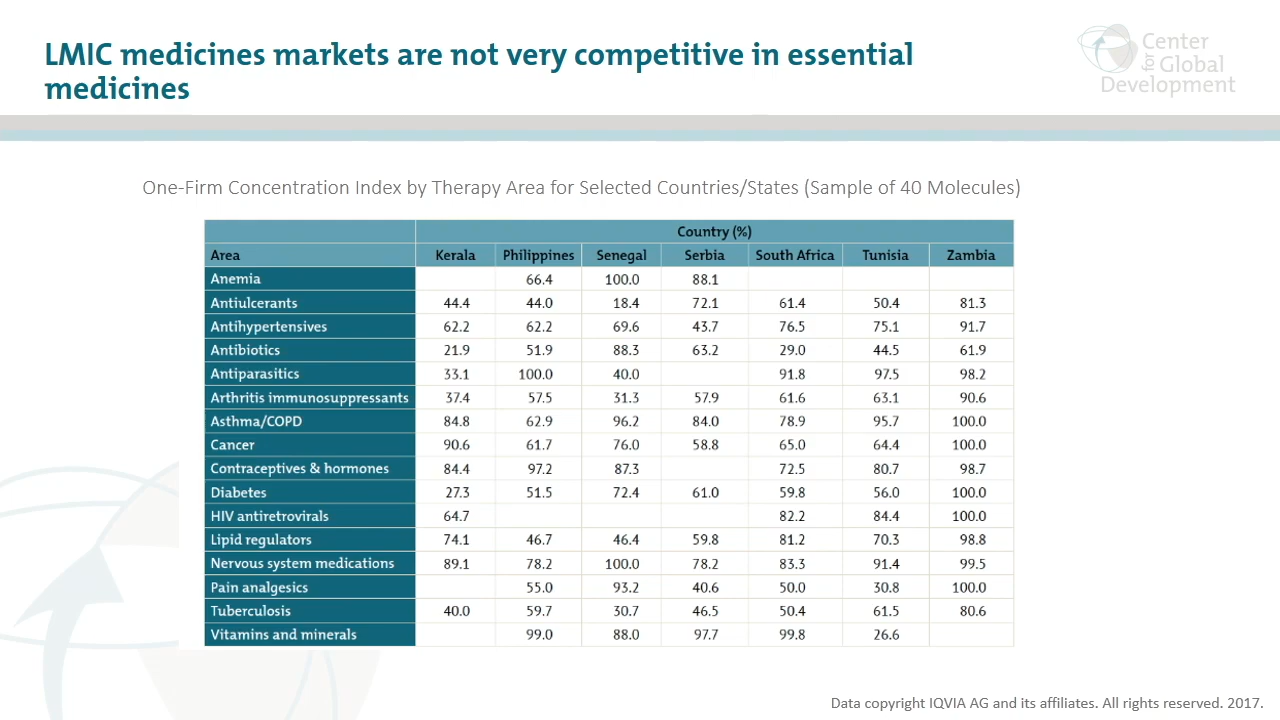 LMIC medicines markets are not very competitive in essential
medicines
Center
for Global
Development
One-Firm Concentration Index by Therapy Area for Selected Countries/States (Sample of 40 Molecules)
Country (%)
Area Kerala Philippines Senegal Serbia South Africa Tunisia Zambia
Anemia 66.4 100.0 88.1
Antiulcerants 44.4 44.0 18.4 72.1 61.4 50.4 81.3
Antihypertensives 62.2 62.2 69.6 43.7 76.5 75.1 91.7
Antibiotics 21.9 51.9 88.3 63.2 29.0 44.5 61.9
Antiparasitics 33.1 100.0 40.0 91.8 97.5 98.2
Arthritis immunosuppressants 37.4 57.5 31.3 57.9 61.6 63.1 90.6
Asthma/COPD 84.8 62.9 96.2 84.0 78.9 95.7 100.0
Cancer 90.6 61.7 76.0 58.8 65.0 64.4 100.0
Contraceptives & hormones 84.4 97.2 87.3 72.5 80.7 98.7
Diabetes 27.3 51.5 72.4 61.0 59.8 56.0 100.0
HIV antiretrovirals 64.7 82.2 84.4 100.0
Lipid regulators 74.1 46.7 46.4 59.8 81.2 70.3 98.8
Nervous system medications 89.1 78.2 100.0 78.2 83.3 91.4 99.5
Pain analgesics 55.0 93.2 40.6 50.0 30.8 100.0
Tuberculosis 40.0 59.7 30.7 46.5 50.4 61.5 80.6
Vitamins and minerals 99.0 88.0 97.7 99.8 26.6
Data copyright IQVIA AG and its affiliates. All rights reserved. 2017.